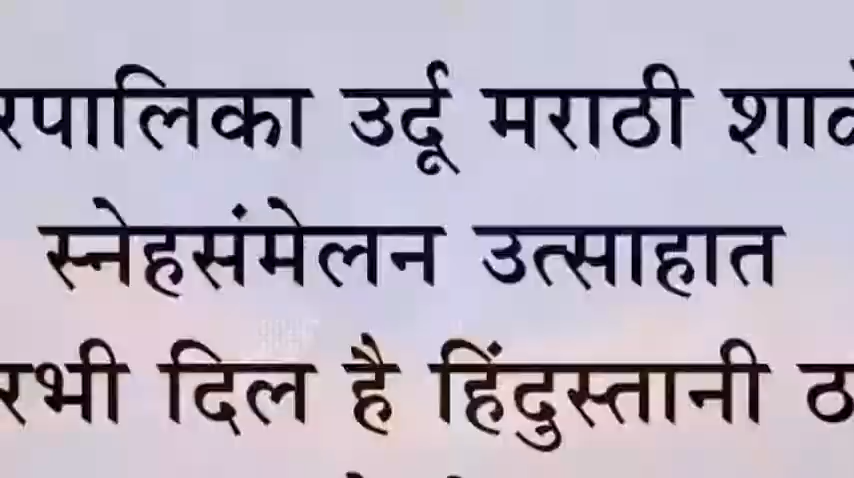 रपालिका उर्दू मराठी
स्नेहसंमेलन उत्साहात
रभी दिल है हिंदुस्तानी